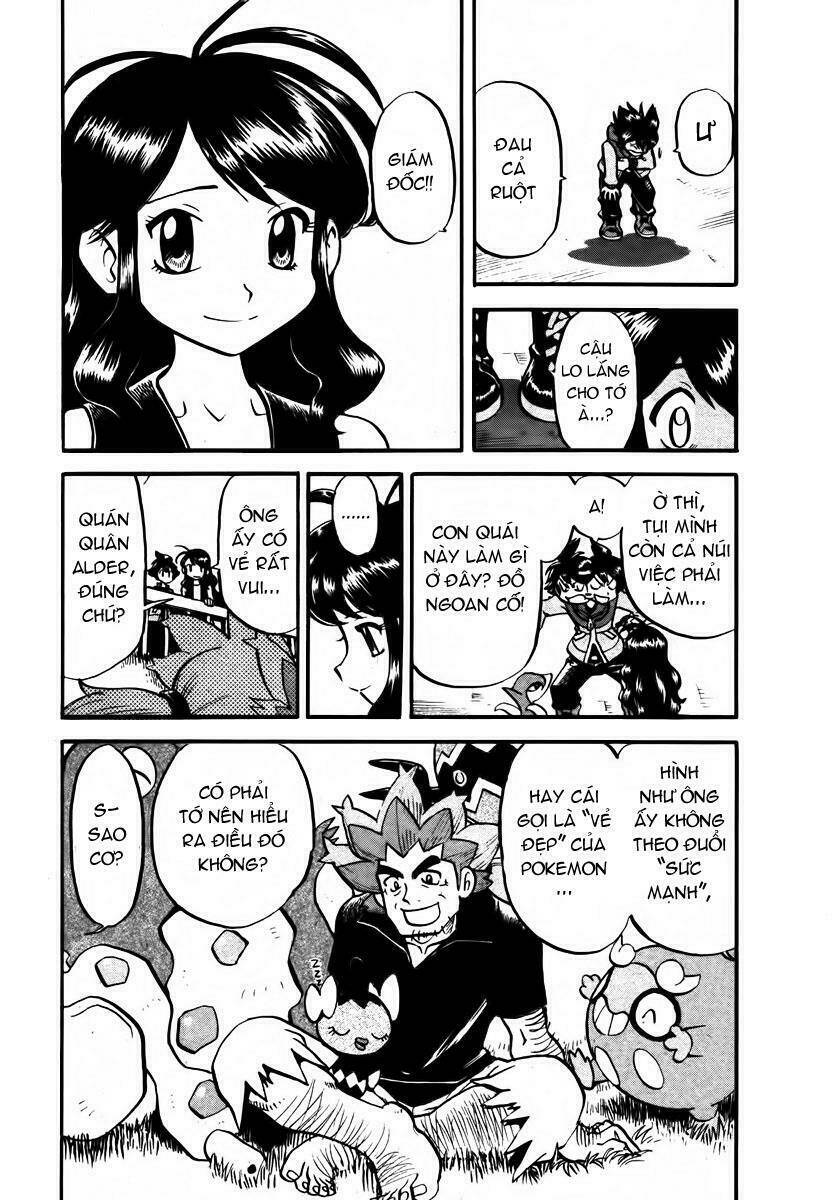 Ư
ĐAU
CẢ
RUỘT
GIÁM
ĐỐC!!
CẬU
LO LẮNG
CHO TỚ
À...?
Ờ THÌ,
TỤI MÌNH
CÒN CẢ NÚI
VIỆC PHẢI
LÀM...
A!
CON QUÁI
NÀY LÀM GÌ
Ở ĐÂY? ĐỒ
NGOAN CỐ!
......
ÔNG
ẤY CÓ
VẺ RẤT
VUI...
QUÁN
QUÂN
ALDER,
ĐÚNG
CHỨ?
HÌNH
NHƯ ÔNG
ẤY KHÔNG
THEO ĐUỔI
“SỨC
MẠNH”,
HAY CÁI
GỌI LÀ “VẺ
ĐẸP” CỦA
POKEMON
...
CÓ PHẢI
TỚ NÊN HIỂU
RA ĐIỀU ĐÓ
KHÔNG?
S-
SAO
CƠ?
ZZZ